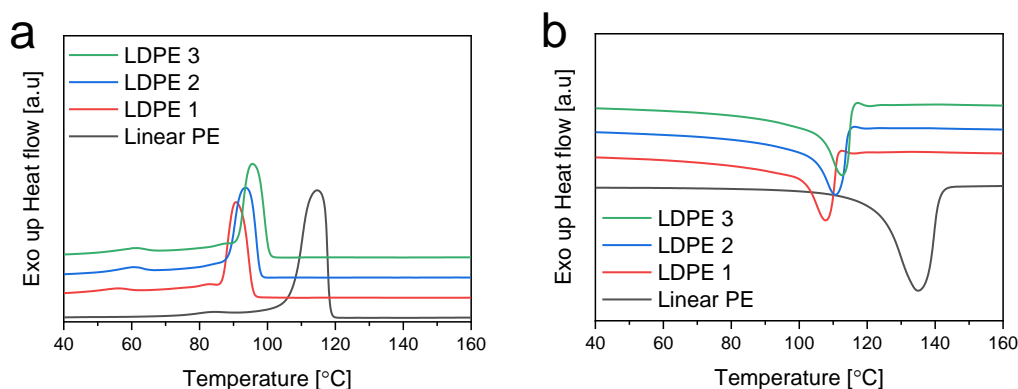 a
LDPE 3
LDPE 2
LDPE 1
Linear PE
Exo up Heat flow [a.u]
40 60 80 100 120 140 160
Temperature [°C]
b
LDPE 3
LDPE 2
LDPE 1
Linear PE
Exo up Heat flow [a.u]
40 60 80 100 120 140 160
Temperature [°C]